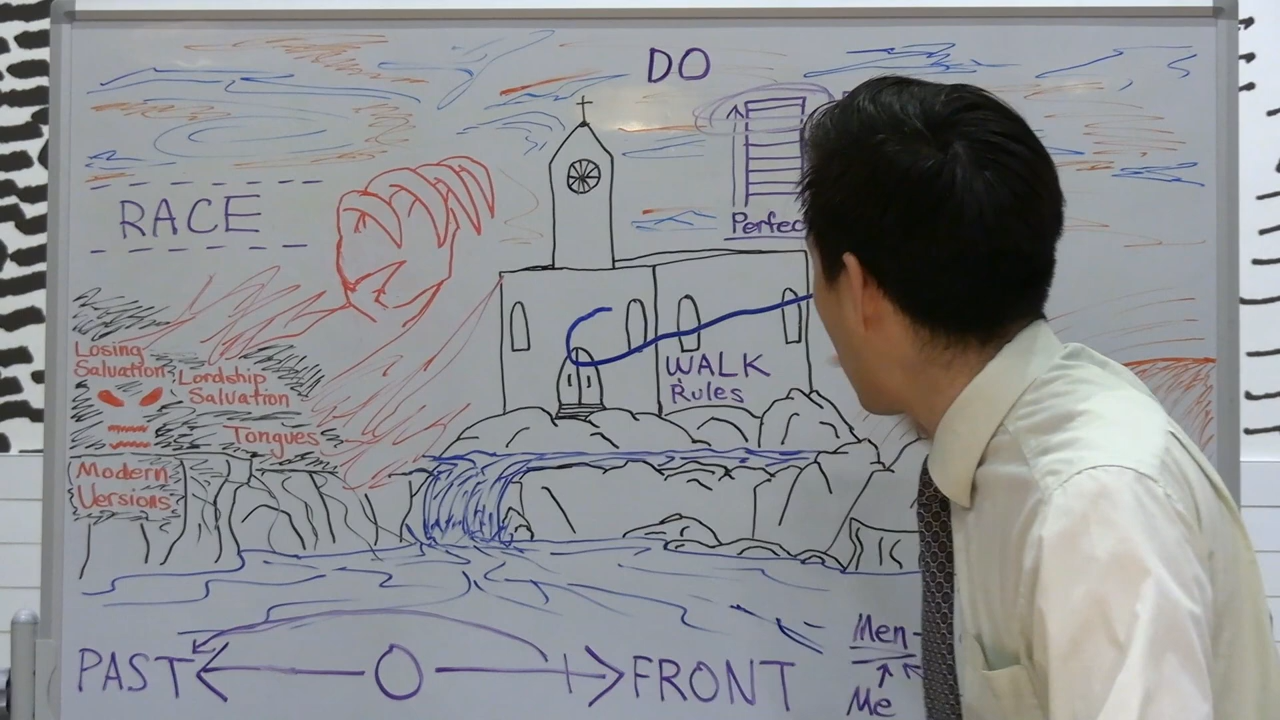 DO
RACE
Perfec
Losing
Salvation
Lordship
Salvation
Tongues
WALK
Rules
Modern
Versions
PAST O FRONT
Men
Me